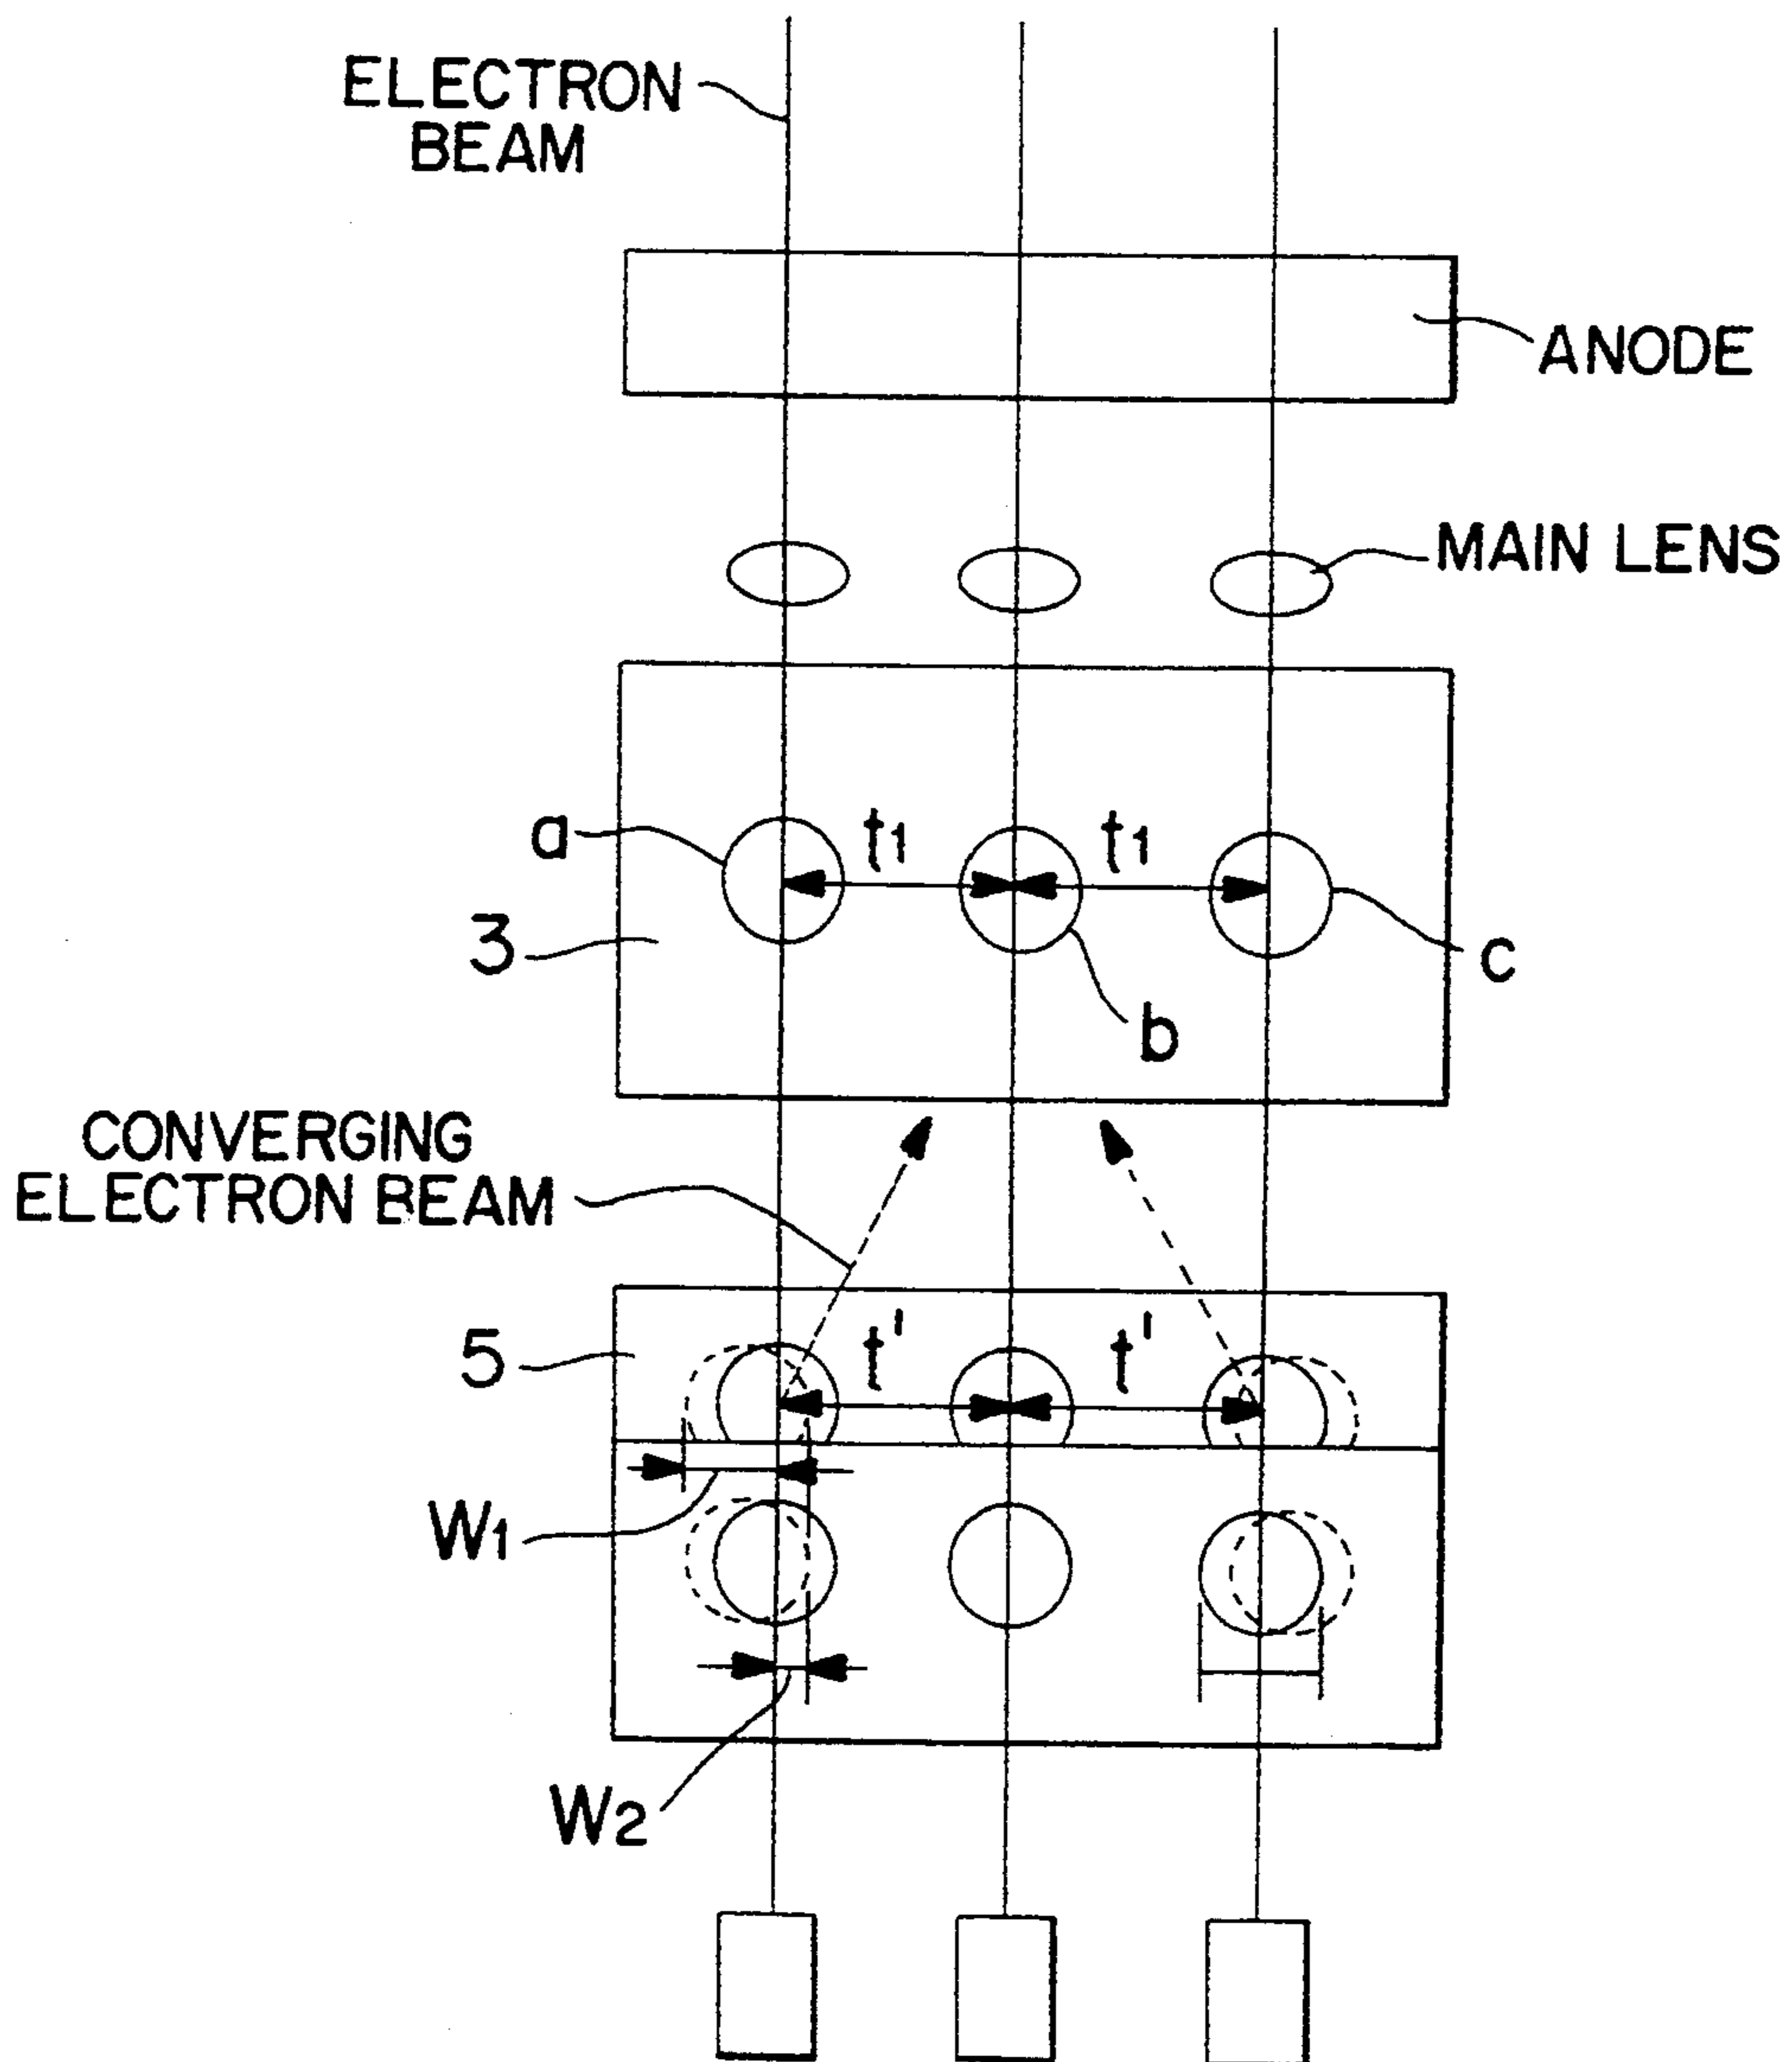 ELECTRON
BEAM
ANODE
MAIN LENS
a
t1
t1
3
b
c
CONVERGING
ELECTRON BEAM
5
t'
t'
W1
W2